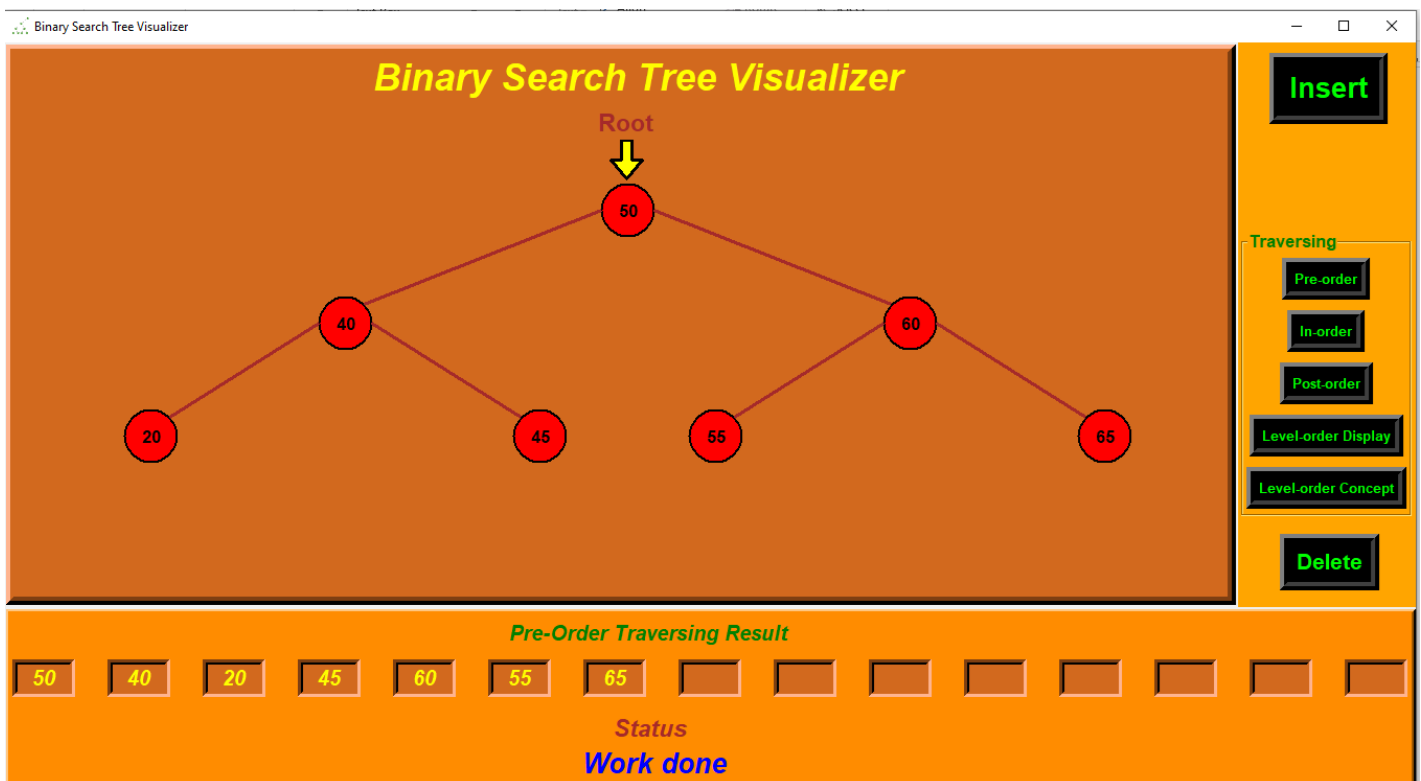 Binary Search Tree Visualizer
Binary Search Tree Visualizer
Insert
Root
50
Traversing
Pre-order
40
60
In-order
Post-order
20
45
55
65
Level-order Display
Level-order Concept
Delete
Pre-Order Traversing Result
50 40 20 45 60 55 65
Status
Work done